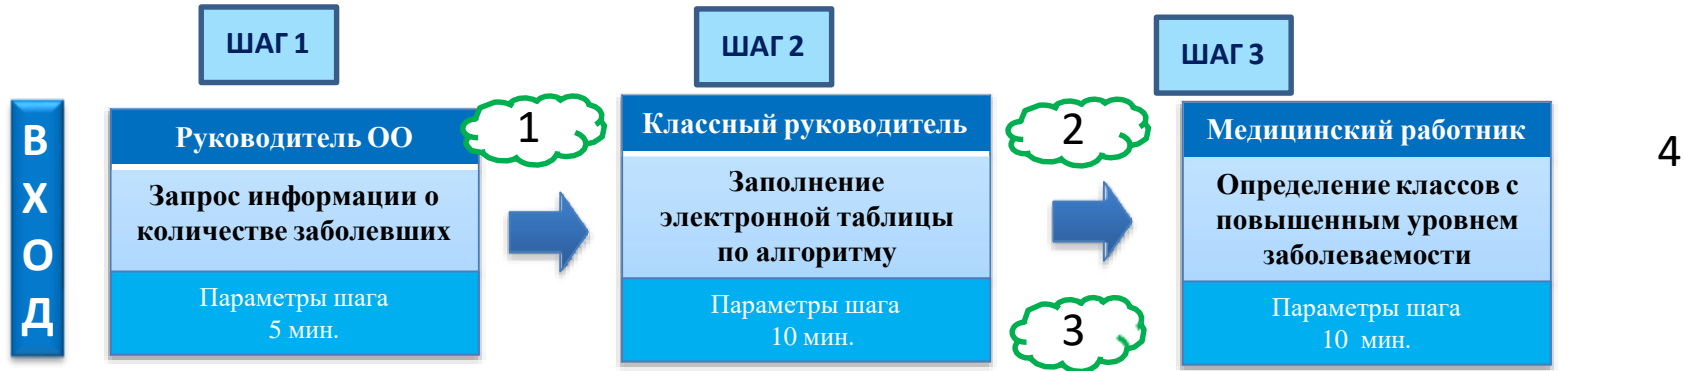 ШАГ 1
ШАГ 2
ШАГ 3
ВХОД
Руководитель ОО
Запрос информации о
количестве заболевших
Параметры шага
5 мин.
1
Классный руководитель
Заполнение
электронной таблицы
по алгоритму
Параметры шага
10 мин.
2
3
Медицинский работник
Определение классов с
повышенным уровнем
заболеваемости
Параметры шага
10 мин.
4